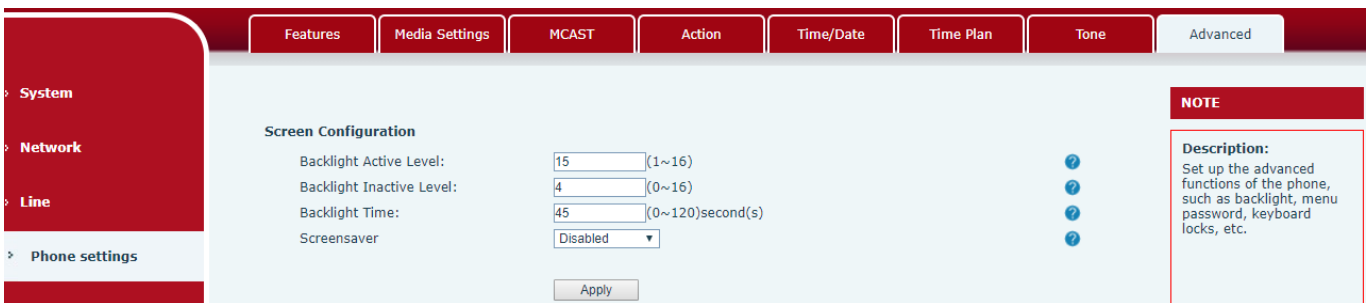 Features Media Settings MCAST Action Time/Date Time Plan Tone Advanced
System
Network
Line
Phone settings
Screen Configuration
Backlight Active Level: 15 (1~16)
Backlight Inactive Level: 4 (0~16)
Backlight Time: 45 (0~120)second(s)
Screensaver Disabled
Apply
NOTE
Description:
Set up the advanced
functions of the phone,
such as backlight, menu
password, keyboard
locks, etc.